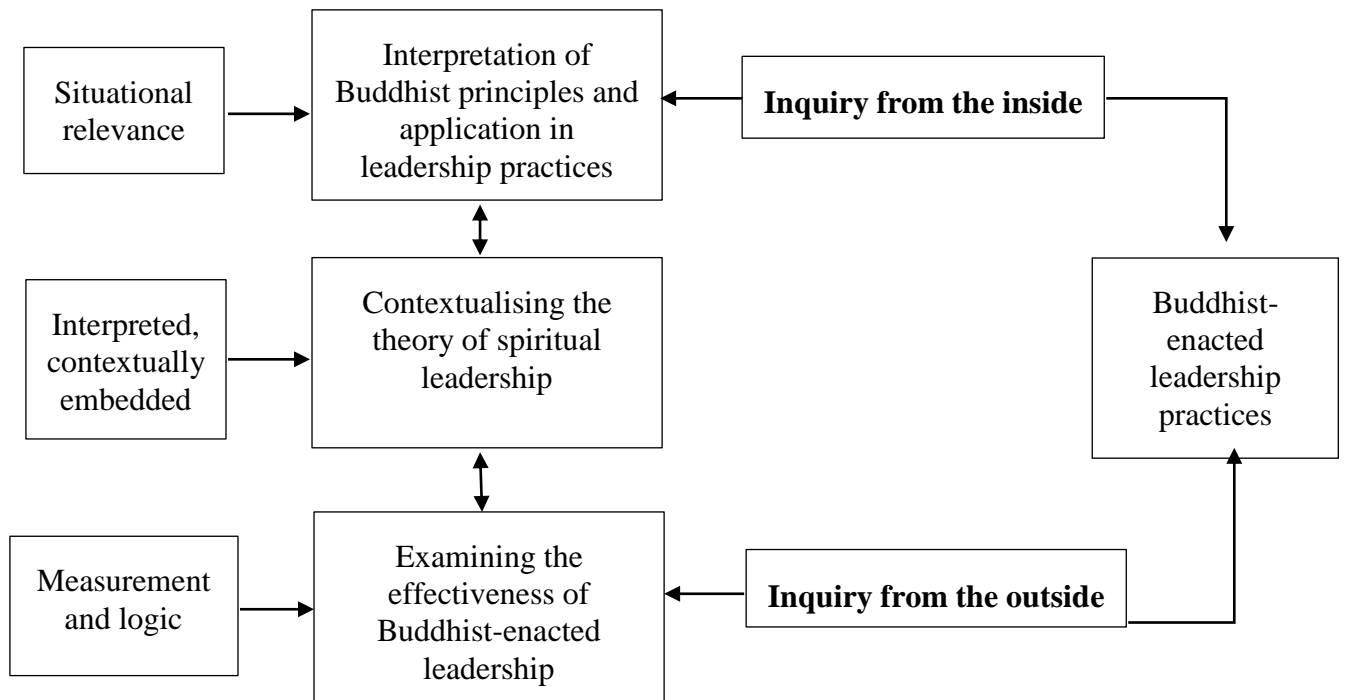 Situational
relevance
Interpretation of
Buddhist principles and
application in
leadership practices
Inquiry from the inside
Interpreted,
contextually
embedded
Contextualising the
theory of spiritual
leadership
Buddhist-
enacted
leadership
practices
Measurement
and logic
Examining the
effectiveness of
Buddhist-enacted
leadership
Inquiry from the outside